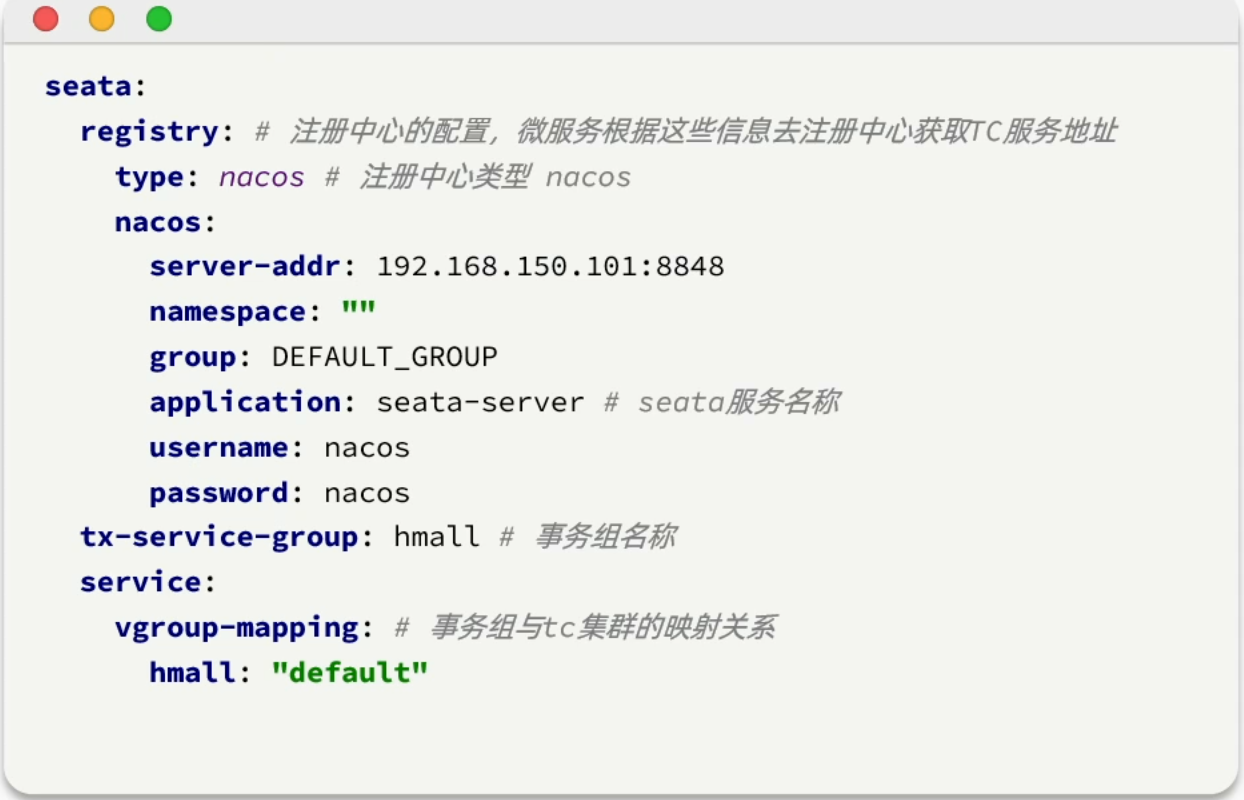 seata:
  registry: # 注册中心的配置，微服务根据这些信息去注册中心获取TC服务地址
    type: nacos # 注册中心类型 nacos
    nacos:
      server-addr: 192.168.150.101:8848
      namespace: ""
      group: DEFAULT_GROUP
      application: seata-server # seata服务名称
      username: nacos
      password: nacos
  tx-service-group: hmall # 事务组名称
  service:
    vgroup-mapping: # 事务组与tc集群的映射关系
      hmall: "default"